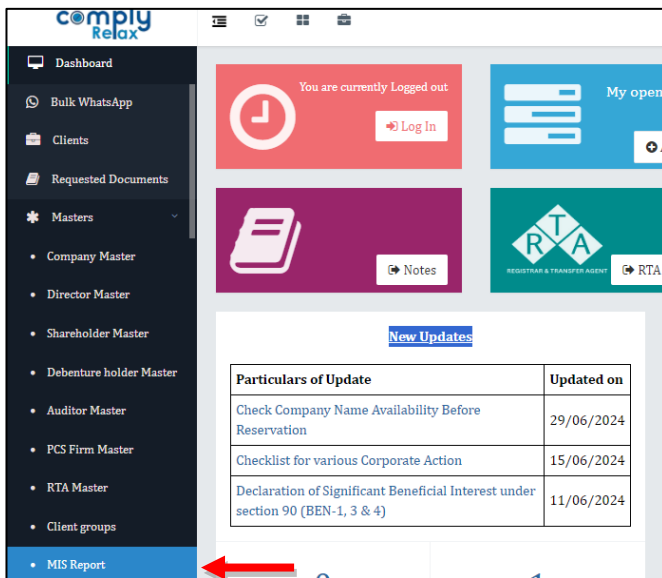 comply
Relax
Dashboard
Bulk WhatsApp
Clients
Requested Documents
Masters
Company Master
Director Master
Shareholder Master
Debenture holder Master
Auditor Master
PCS Firm Master
RTA Master
Client groups
MIS Report
You are currently Logged out
Log In
My open
Notes
RTA
REGISTRAR & TRANSFER AGENT
RTA
New Updates
Particulars of Update Updated on
Check Company Name Availability Before
Reservation
29/06/2024
Checklist for various Corporate Action 15/06/2024
Declaration of Significant Beneficial Interest under
section 90 (BEN-1, 3 & 4)
11/06/2024